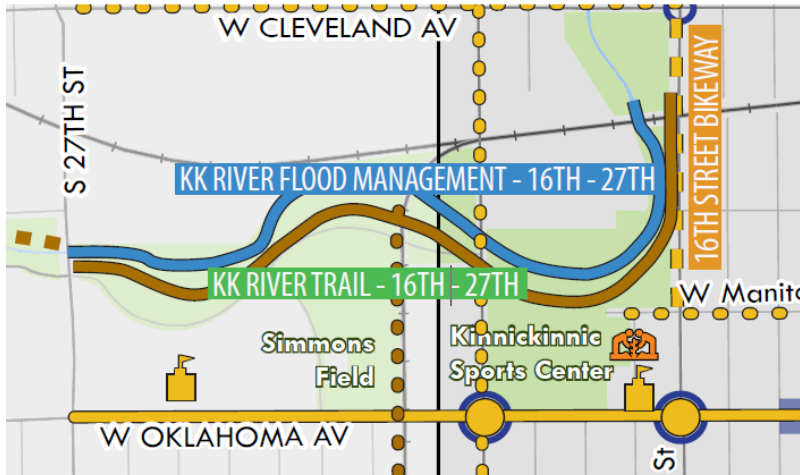 W CLEVELAND AV
S 27TH ST
16TH STREET BIKEWAY
KK RIVER FLOOD MANAGEMENT - 16TH - 27TH
KK RIVER TRAIL - 16TH - 27TH
W Manito
Simmons
Field
Kinnickinnic
Sports Center
W OKLAHOMA AV
St